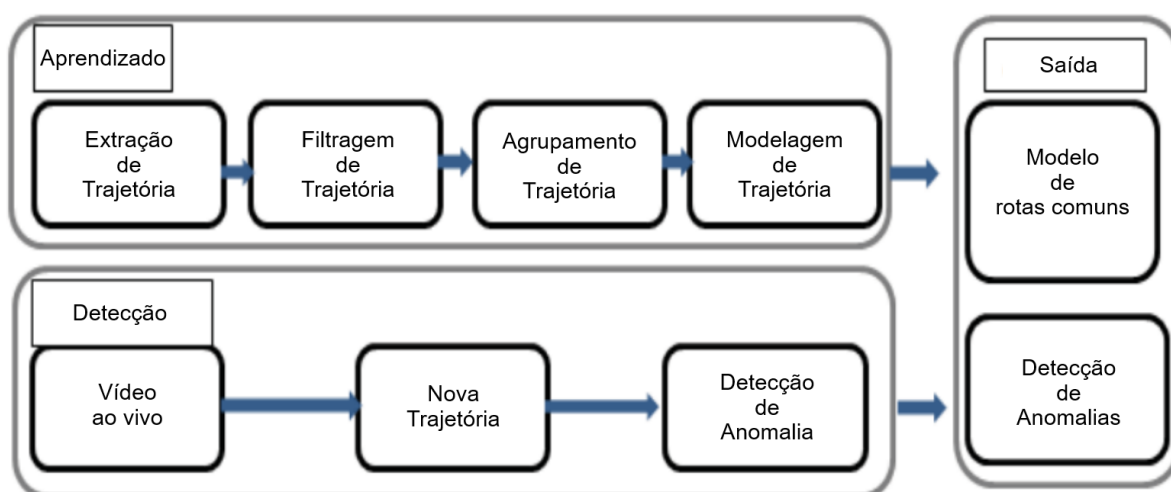 Aprendizado
Extração
de
Trajetória
Filtragem
de
Trajetória
Agrupamento
de
Trajetória
Modelagem
de
Trajetória
Saída
Modelo
de
rotas comuns
Detecção
Vídeo
ao vivo
Nova
Trajetória
Detecção
de
Anomalia
Detecção
de
Anomalias